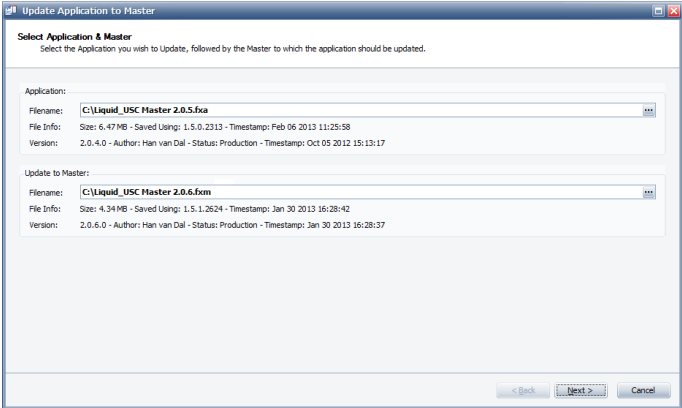 Update Application to Master
Select Application & Master
Select the Application you wish to Update, followed by the Master to which the application should be updated.
Application:
Filename: C:\Liquid_USC Master 2.0.5.fxa ...
File Info: Size: 6.47 MB - Saved Using: 1.5.0.2313 - Timestamp: Feb 06 2013 11:25:58
Version: 2.0.4.0 - Author: Han van Dal - Status: Production - Timestamp: Oct 05 2012 15:13:17
Update to Master:
Filename: C:\Liquid_USC Master 2.0.6.fxm ...
File Info: Size: 4.34 MB - Saved Using: 1.5.1.2624 - Timestamp: Jan 30 2013 16:28:42
Version: 2.0.6.0 - Author: Han van Dal - Status: Production - Timestamp: Jan 30 2013 16:28:37
< Back Next > Cancel